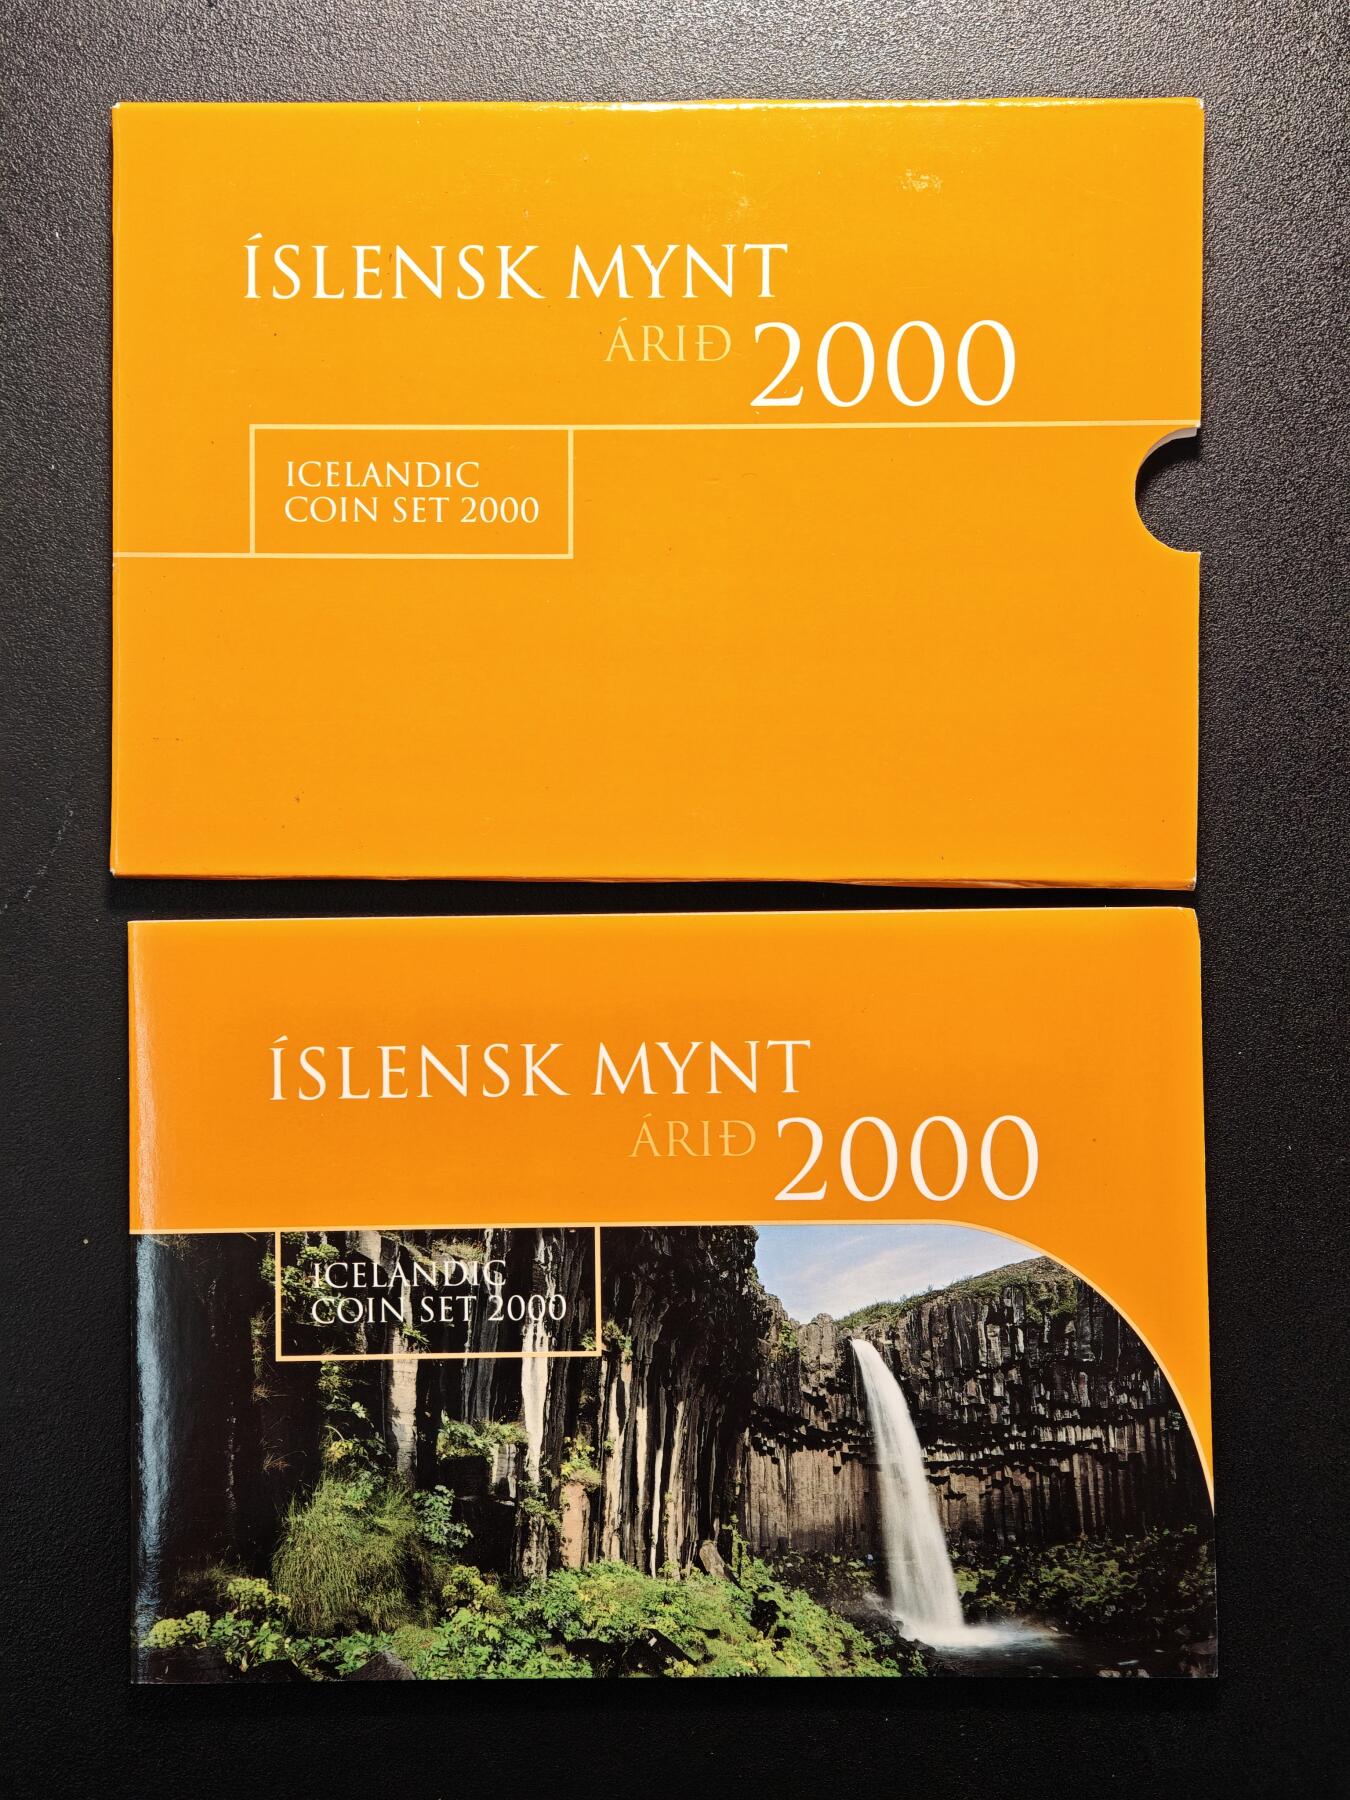 ÍSLENSK MYNT
ÁRIÐ 2000
ICELANDIC
COIN SET 2000
ÍSLENSK MYNT
ÁRIÐ 2000
ICELANDIC
COIN SET 2000